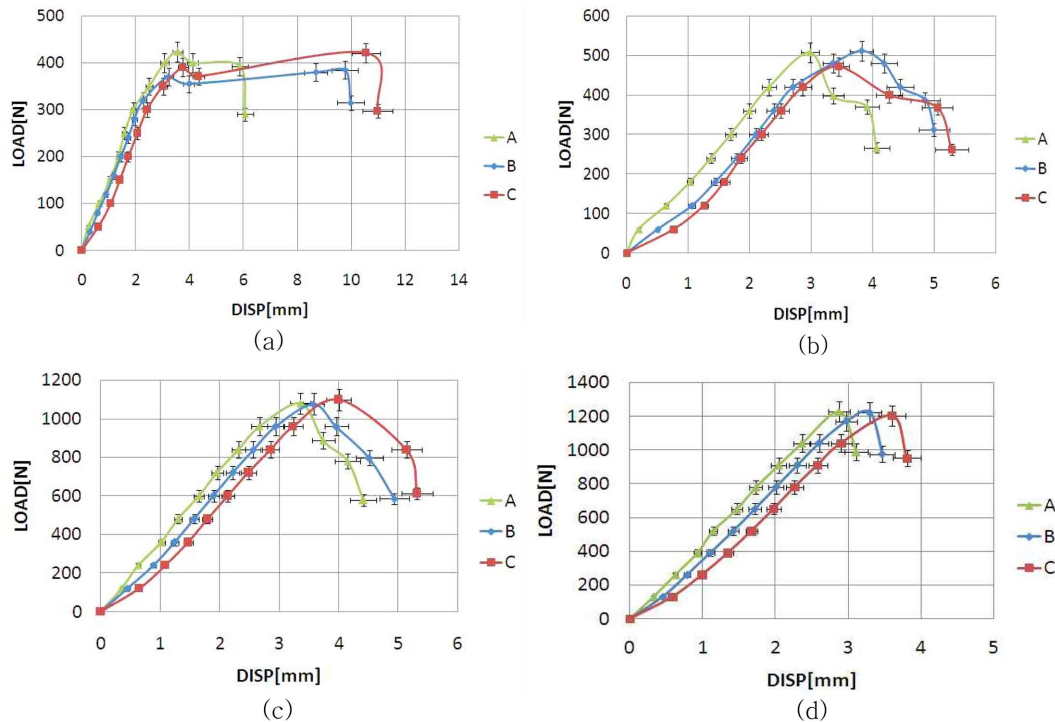 500
400
300
200
100
0
LOAD[N]
0 2 4 6 8 10 12 14
DISP[mm]
A
B
C
(a)
600
500
400
300
200
100
0
LOAD[N]
0 1 2 3 4 5 6
DISP[mm]
A
B
C
(b)
1200
1000
800
600
400
200
0
LOAD[N]
0 1 2 3 4 5 6
DISP[mm]
A
B
C
(c)
1400
1200
1000
800
600
400
200
0
LOAD[N]
0 1 2 3 4 5
DISP[mm]
A
B
C
(d)